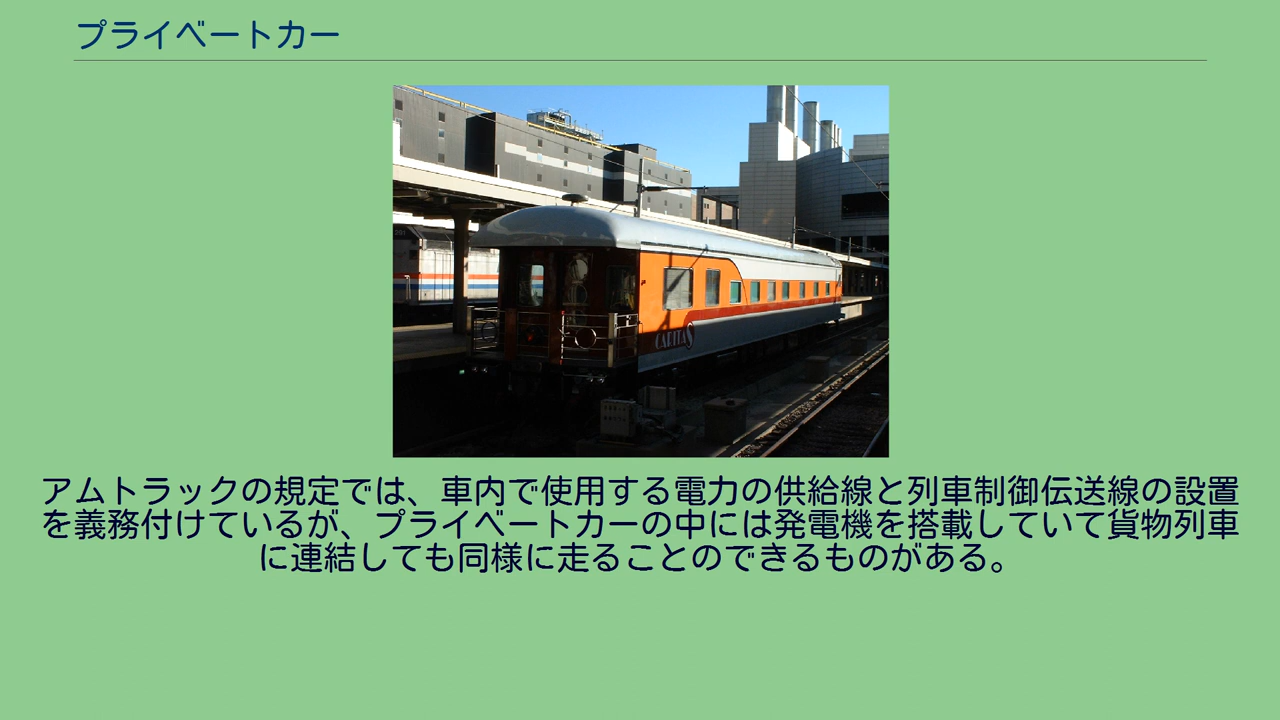 プライベートカー
CARITAS
アムトラックの規定では、車内で使用する電力の供給線と列車制御伝送線の設置
を義務付けているが、プライベートカーの中には発電機を搭載していて貨物列車
に連結しても同様に走ることのできるものがある。